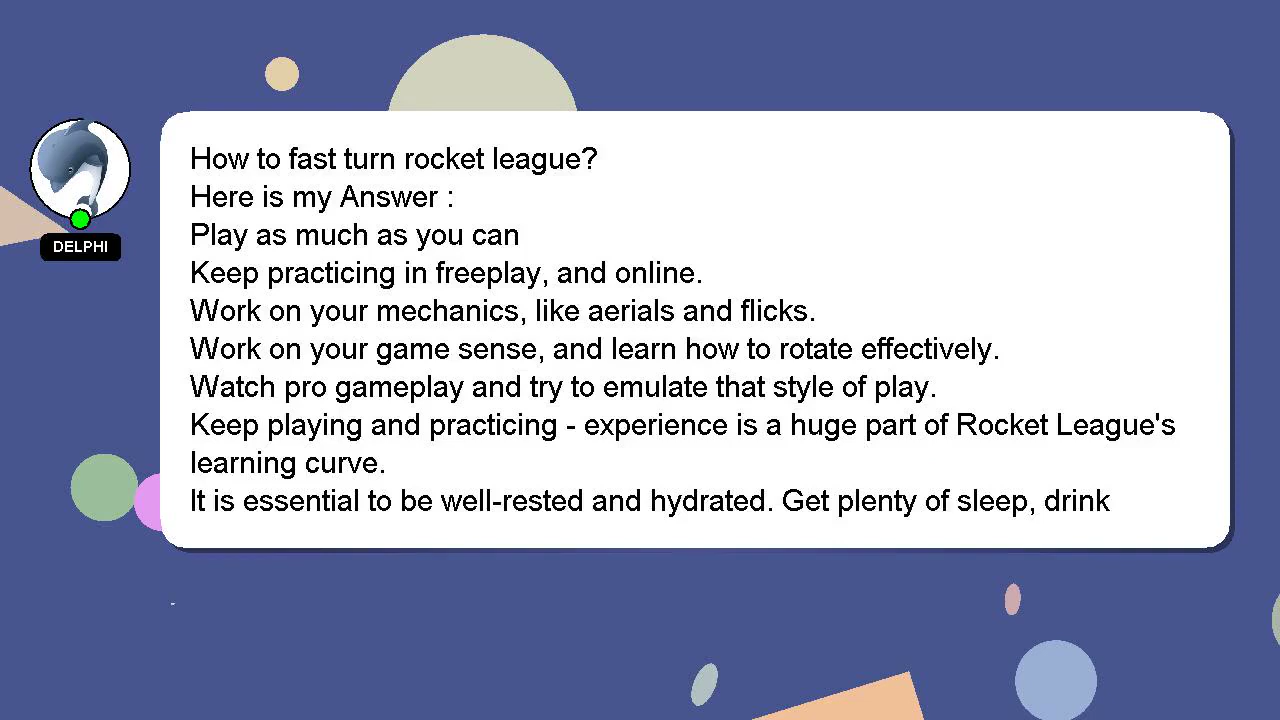 How to fast turn rocket league?
Here is my Answer :
Play as much as you can
Keep practicing in freeplay, and online.
Work on your mechanics, like aerials and flicks.
Work on your game sense, and learn how to rotate effectively.
Watch pro gameplay and try to emulate that style of play.
Keep playing and practicing - experience is a huge part of Rocket League's
learning curve.
It is essential to be well-rested and hydrated. Get plenty of sleep, drink
DELPHI